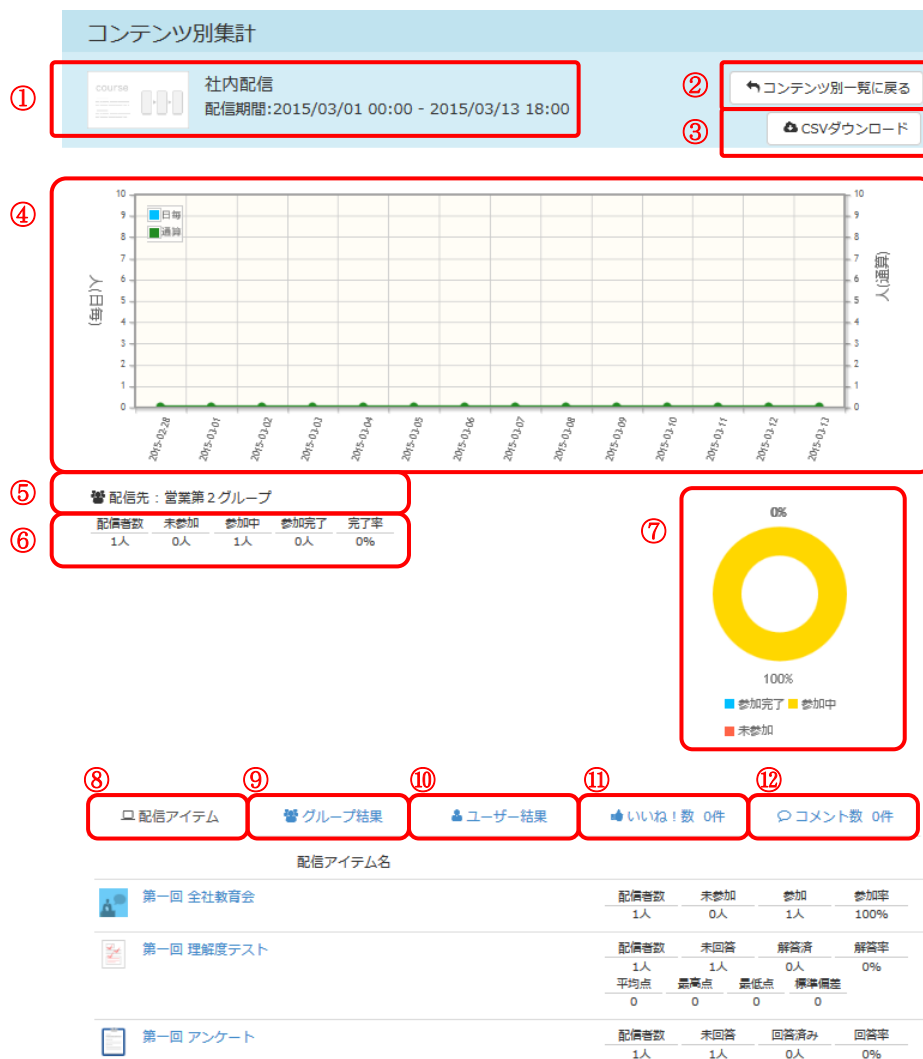 コンテンツ別集計
①
course
社内配信
配信期間:2015/03/01 00:00 - 2015/03/13 18:00
②
コンテンツ別一覧に戻る
③
CSVダウンロード
④
10
9
8
7
6
5
4
3
2
1
0
日毎
通算
人(日毎)
10
9
8
7
6
5
4
3
2
1
0
人(通算)
2015-02-28
2015-03-01
2015-03-02
2015-03-03
2015-03-04
2015-03-05
2015-03-06
2015-03-07
2015-03-08
2015-03-09
2015-03-10
2015-03-11
2015-03-12
2015-03-13
⑤
配信先:営業第2グループ
⑥
配信者数 未参加 参加中 参加完了 完了率
1人 0人 1人 0人 0%
⑦
0%
100%
参加完了 参加中
未参加
⑧ ⑨ ⑩ ⑪ ⑫
配信アイテム グループ結果 ユーザー結果 いいね!数 0件 コメント数 0件
配信アイテム名
第一回 全社教育会
配信者数 未参加 参加 参加率
1人 0人 1人 100%
第一回 理解度テスト
配信者数 未回答 解答済 解答率
1人 1人 0人 0%
平均点 最高点 最低点 標準偏差
0 0 0 0
第一回 アンケート
配信者数 未回答 回答済み 回答率
1人 1人 0人 0%